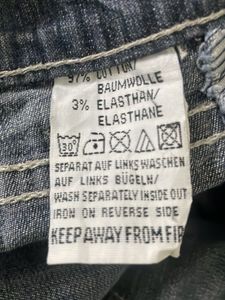 97% COTTON/
BAUMWOLLE
3% ELASTHAN/
ELASTHANE
30°
SEPARAT AUF LINKS WASCHEN
AUF LINKS BÜGELN/
WASH SEPARATELY INSIDE OUT
IRON ON REVERSE SIDE
KEEP AWAY FROM FIR